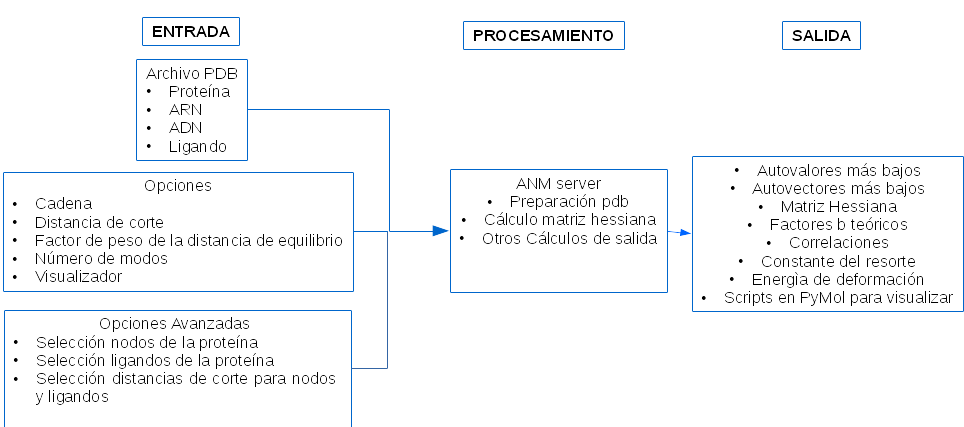 ENTRADA
PROCESAMIENTO
SALIDA
Archivo PDB
• Proteína
• ARN
• ADN
• Ligando
Opciones
• Cadena
• Distancia de corte
• Factor de peso de la distancia de equilibrio
• Número de modos
• Visualizador
Opciones Avanzadas
• Selección nodos de la proteína
• Selección ligandos de la proteína
• Selección distancias de corte para nodos
y ligandos
ANM server
• Preparación pdb
• Cálculo matriz hessiana
• Otros Cálculos de salida
• Autovalores más bajos
• Autovectores más bajos
• Matriz Hessiana
• Factores b teóricos
• Correlaciones
• Constante del resorte
• Energìa de deformación
• Scripts en PyMol para visualizar